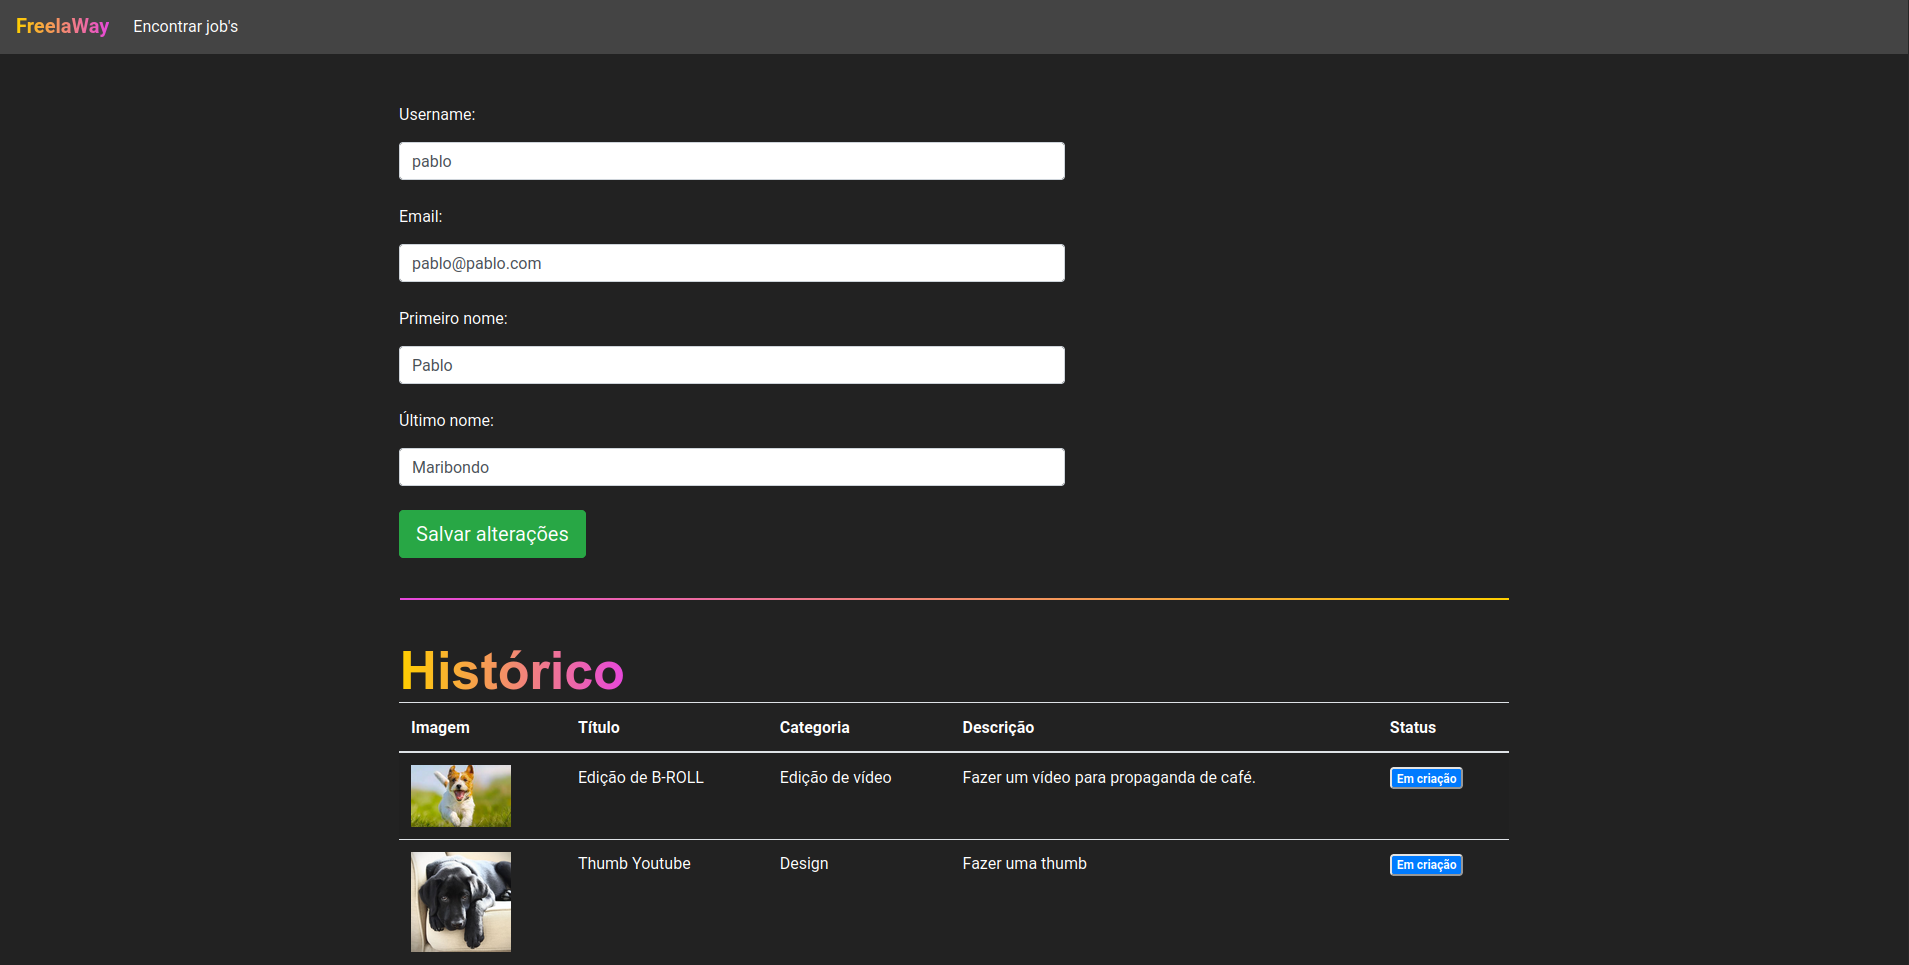 FreelaWay Encontrar job's
Username:
pablo
Email:
pablo@pablo.com
Primeiro nome:
Pablo
Último nome:
Maribondo
Salvar alterações
Histórico
Imagem Título Categoria Descrição Status
Edição de B-ROLL Edição de vídeo Fazer um vídeo para propaganda de café. Em criação
Thumb Youtube Design Fazer uma thumb Em criação